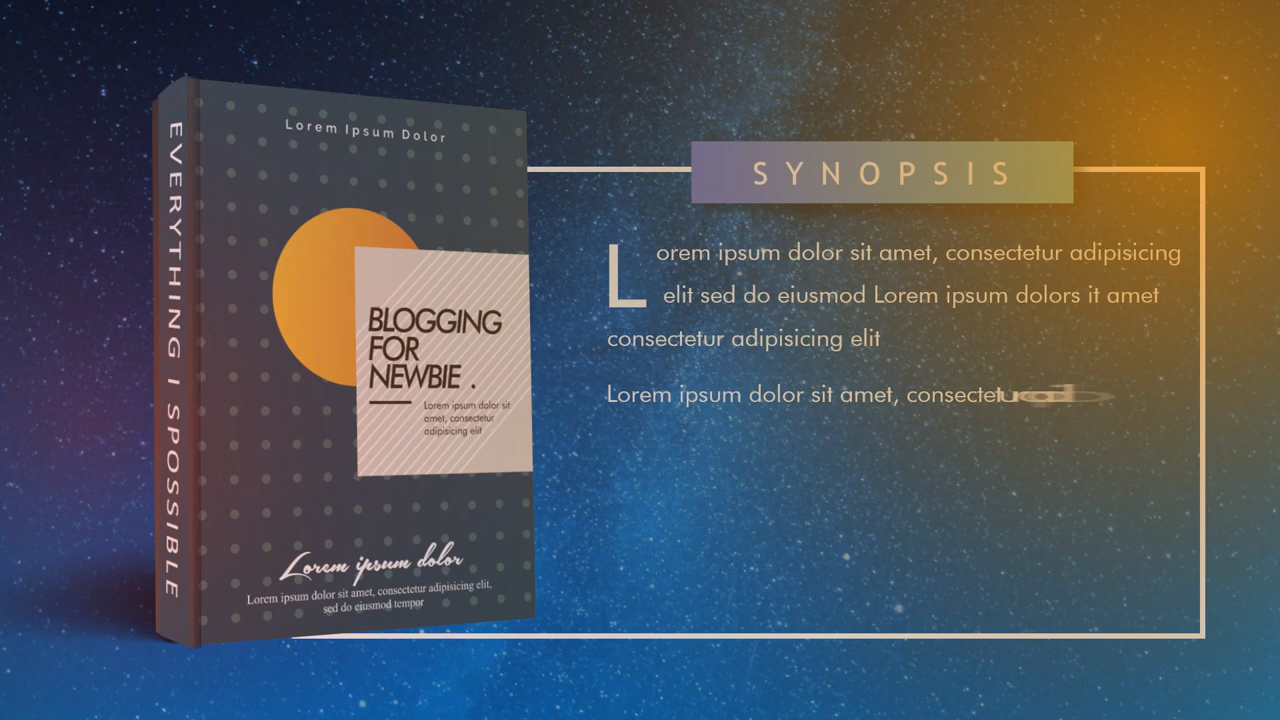 EVERYTHING I SPOSSIBLE
Lorem Ipsum Dolor
BLOGGING
FOR
NEWBIE .
Lorem ipsum dolor sit
amet, consectetur
adipisicing elit
Lorem ipsum dolor
Lorem ipsum dolor sit amet, consectetur adipisicing elit,
sed do eiusmod tempor
SYNOPSIS
Lorem ipsum dolor sit amet, consectetur adipisicing
elit sed do eiusmod Lorem ipsum dolors it amet
consectetur adipisicing elit
Lorem ipsum dolor sit amet,